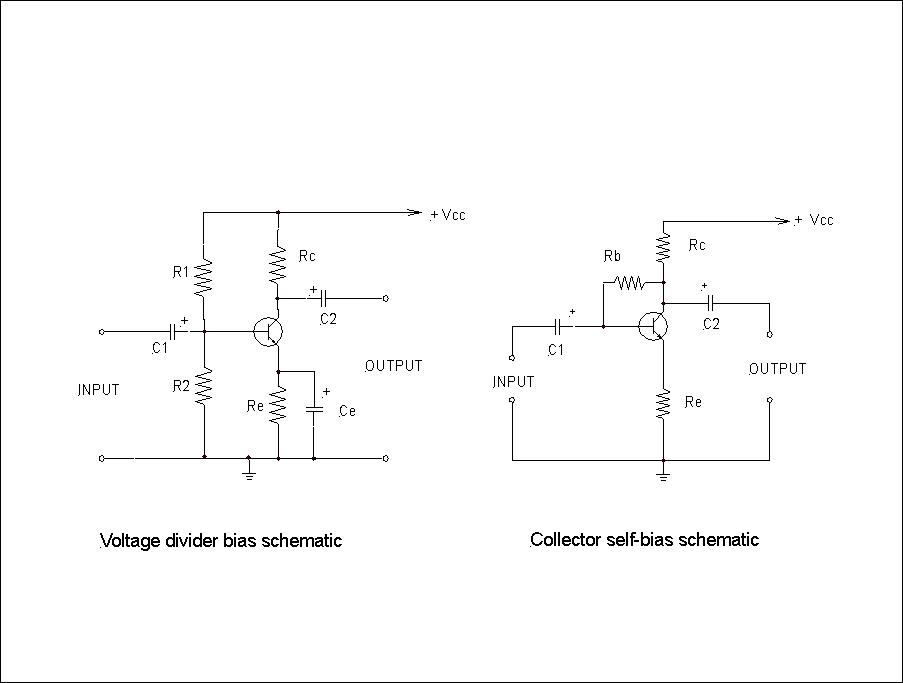 + Vcc
Rc
R1
+
C2
+
C1
OUTPUT
INPUT
R2
Re
+
Ce
Voltage divider bias schematic
+ Vcc
Rc
Rb
+
C2
+
C1
OUTPUT
INPUT
Re
Collector self-bias schematic